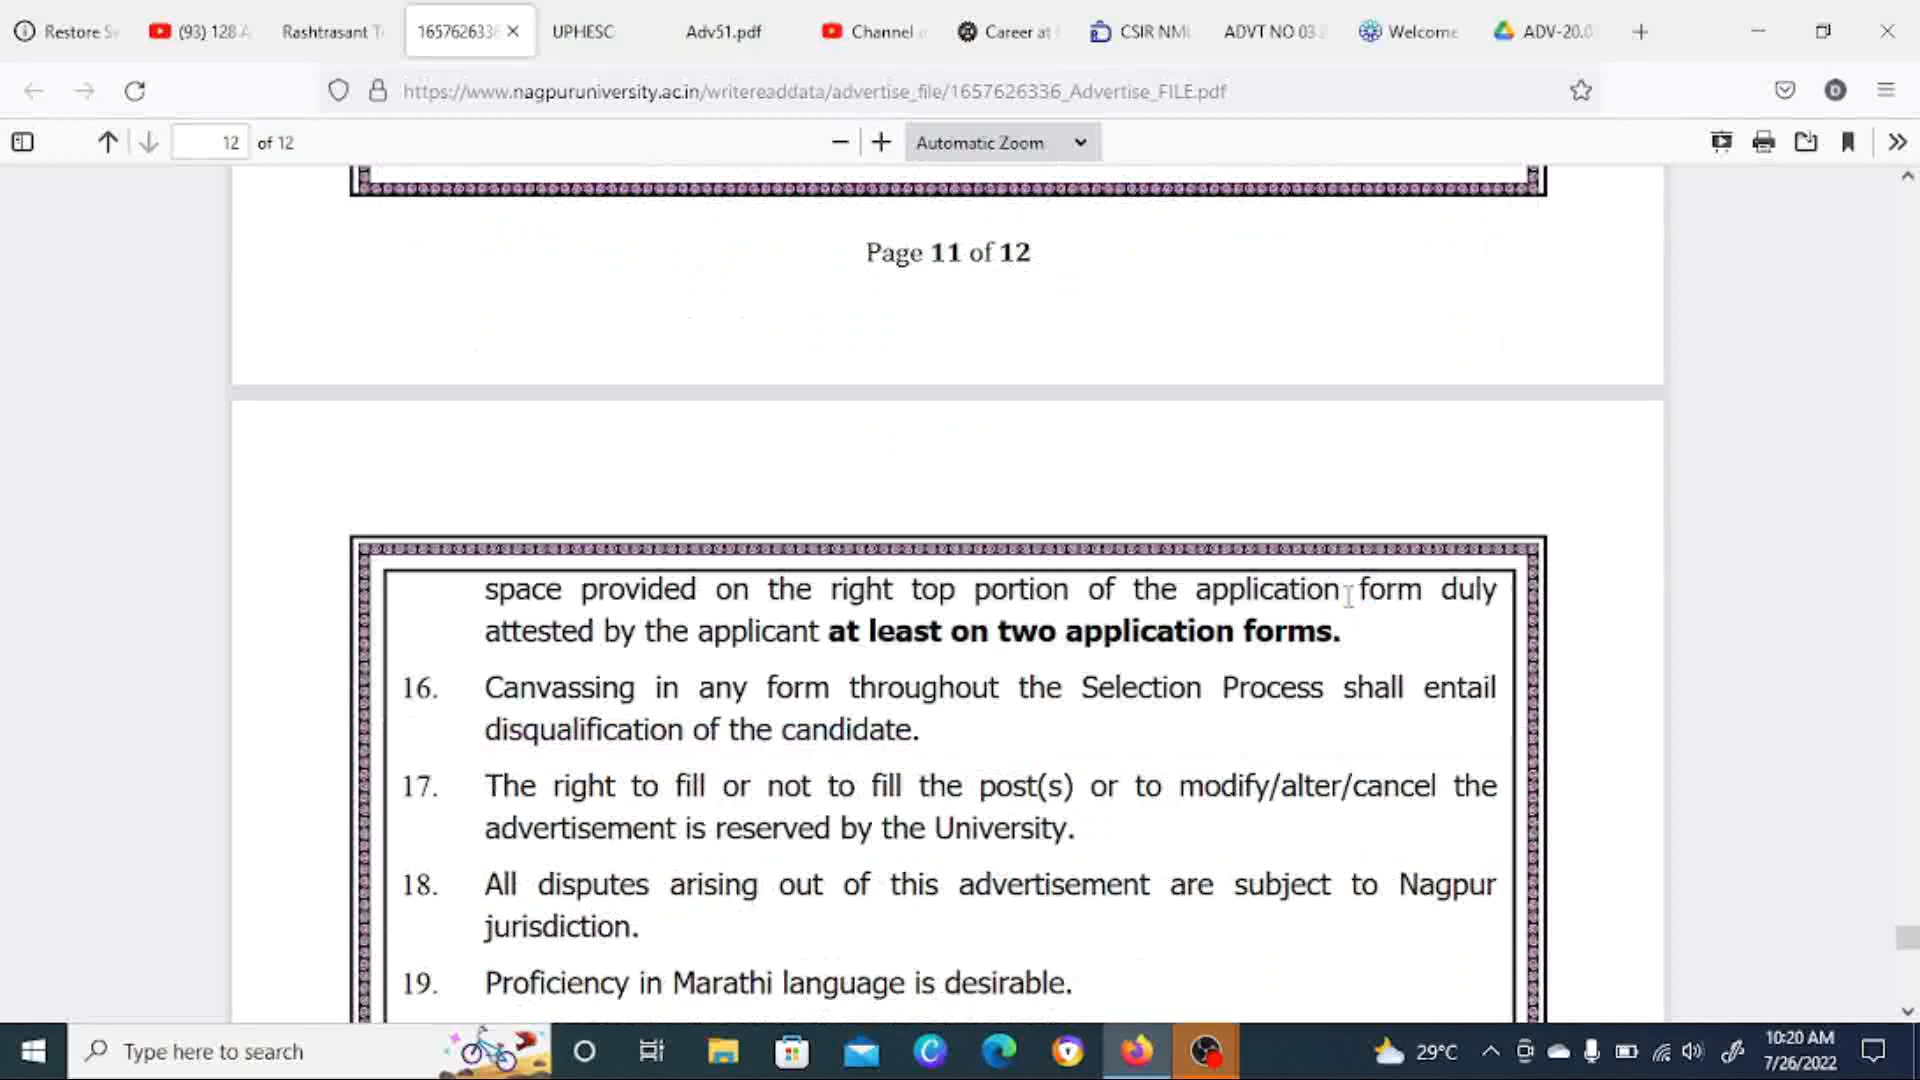 Restore S
(93) 128
Rashtrasant T
1657626336
UPHESC
Adv51.pdf
Channel
Career at
CSIR NML
ADVT NO 03
Welcome
ADV-20.0
https://www.nagpuruniversity.ac.in/writereaddata/advertise_file/1657626336_Advertise_FILE.pdf
12 of 12
Automatic Zoom
Page 11 of 12
space provided on the right top portion of the application form duly
attested by the applicant at least on two application forms.
16. Canvassing in any form throughout the Selection Process shall entail
disqualification of the candidate.
17. The right to fill or not to fill the post(s) or to modify/alter/cancel the
advertisement is reserved by the University.
18. All disputes arising out of this advertisement are subject to Nagpur
jurisdiction.
19. Proficiency in Marathi language is desirable.
Type here to search
29°C
10:20 AM
7/26/2022